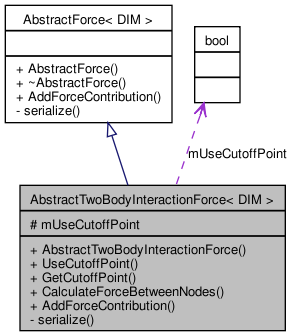 AbstractForce< DIM >
+ AbstractForce()
+ ~AbstractForce()
+ AddForceContribution()
- serialize()
bool
mUseCutoffPoint
AbstractTwoBodyInteractionForce< DIM >
# mUseCutoffPoint
+ AbstractTwoBodyInteractionForce()
+ UseCutoffPoint()
+ GetCutoffPoint()
+ CalculateForceBetweenNodes()
+ AddForceContribution()
- serialize()